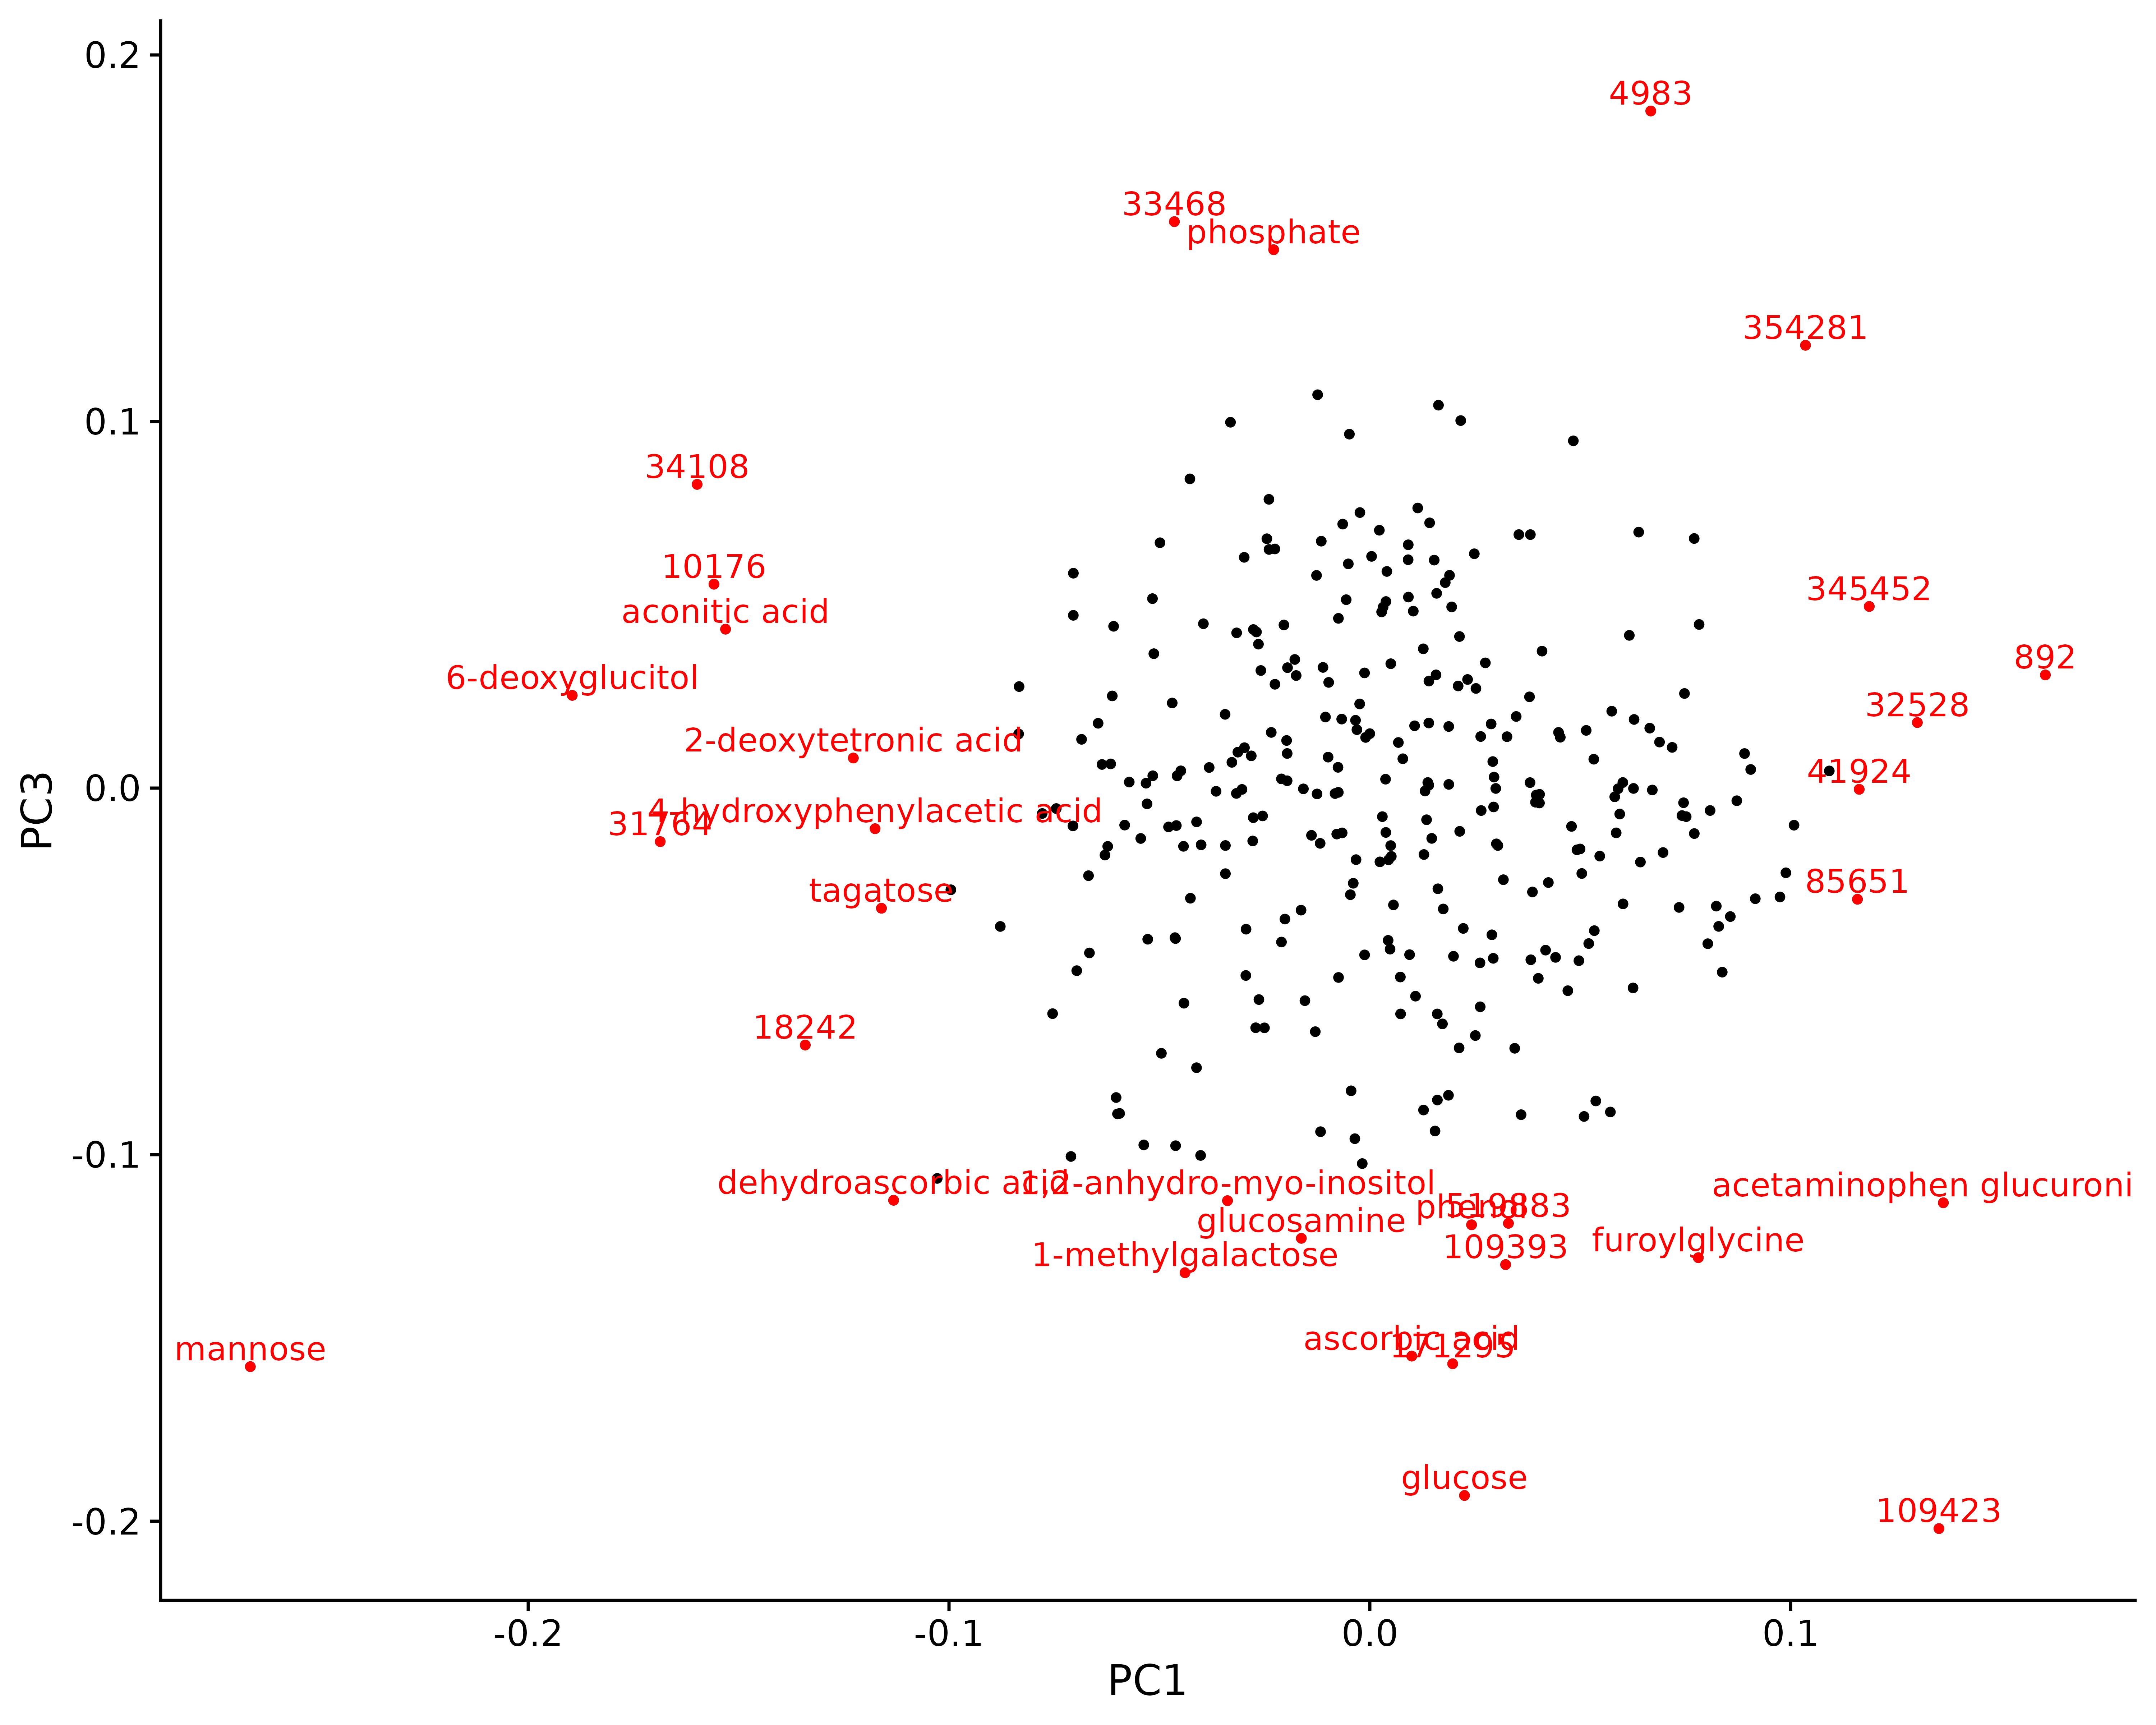 0.2
4983
33468
phosphate
354281
0.1
34108
10176
aconitic acid
345452
6-deoxyglucitol
892
32528
2-deoxytetronic acid
41924
0.0
4-hydroxyphenylacetic acid
31764
tagatose
85651
PC3
18242
-0.1
dehydroascorbic acid
1,2-anhydro-myo-inositol
acetaminophen glucuroni
phenol
519883
glucosamine
furoylglycine
109393
1-methylgalactose
ascorbic acid
171295
mannose
glucose
-0.2
109423
-0.2
-0.1
0.0
0.1
PC1